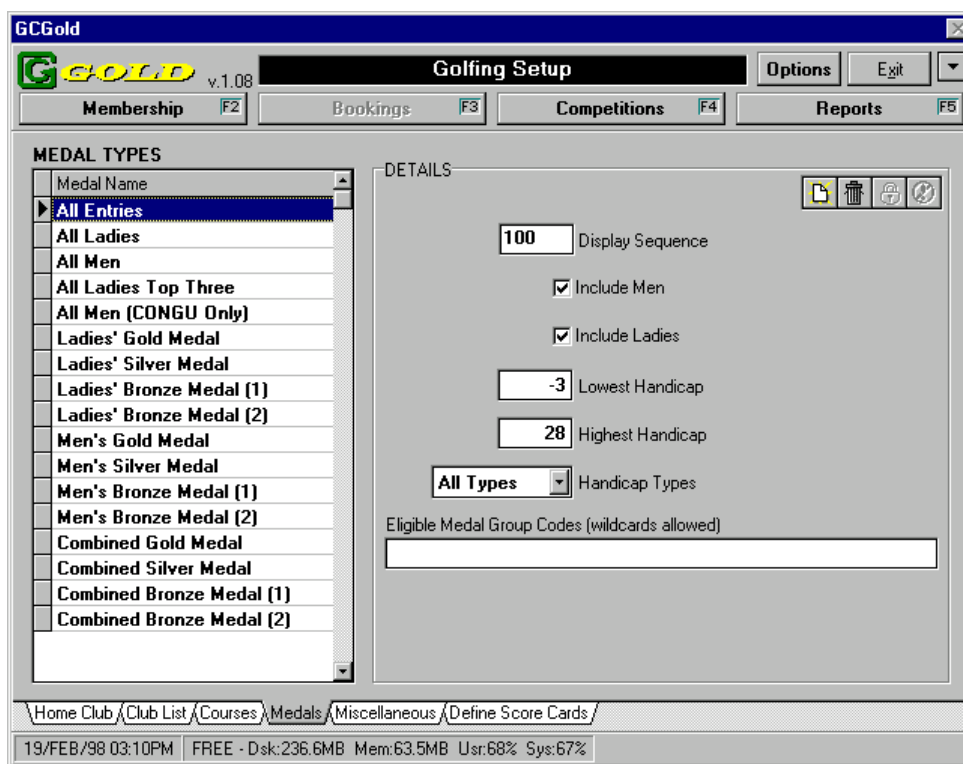 GCGold
G GOLD v.1.08 Golfing Setup Options Exit
Membership F2 Bookings F3 Competitions F4 Reports F5
MEDAL TYPES
Medal Name
All Entries
All Ladies
All Men
All Ladies Top Three
All Men (CONGU Only)
Ladies' Gold Medal
Ladies' Silver Medal
Ladies' Bronze Medal (1)
Ladies' Bronze Medal (2)
Men's Gold Medal
Men's Silver Medal
Men's Bronze Medal (1)
Men's Bronze Medal (2)
Combined Gold Medal
Combined Silver Medal
Combined Bronze Medal (1)
Combined Bronze Medal (2)
DETAILS
100 Display Sequence
Include Men
Include Ladies
-3 Lowest Handicap
28 Highest Handicap
All Types Handicap Types
Eligible Medal Group Codes (wildcards allowed)
Home Club Club List Courses Medals Miscellaneous Define Score Cards
19/FEB/98 03:10PM FREE - Dsk:236.6MB Mem:63.5MB Usr:68% Sys:67%